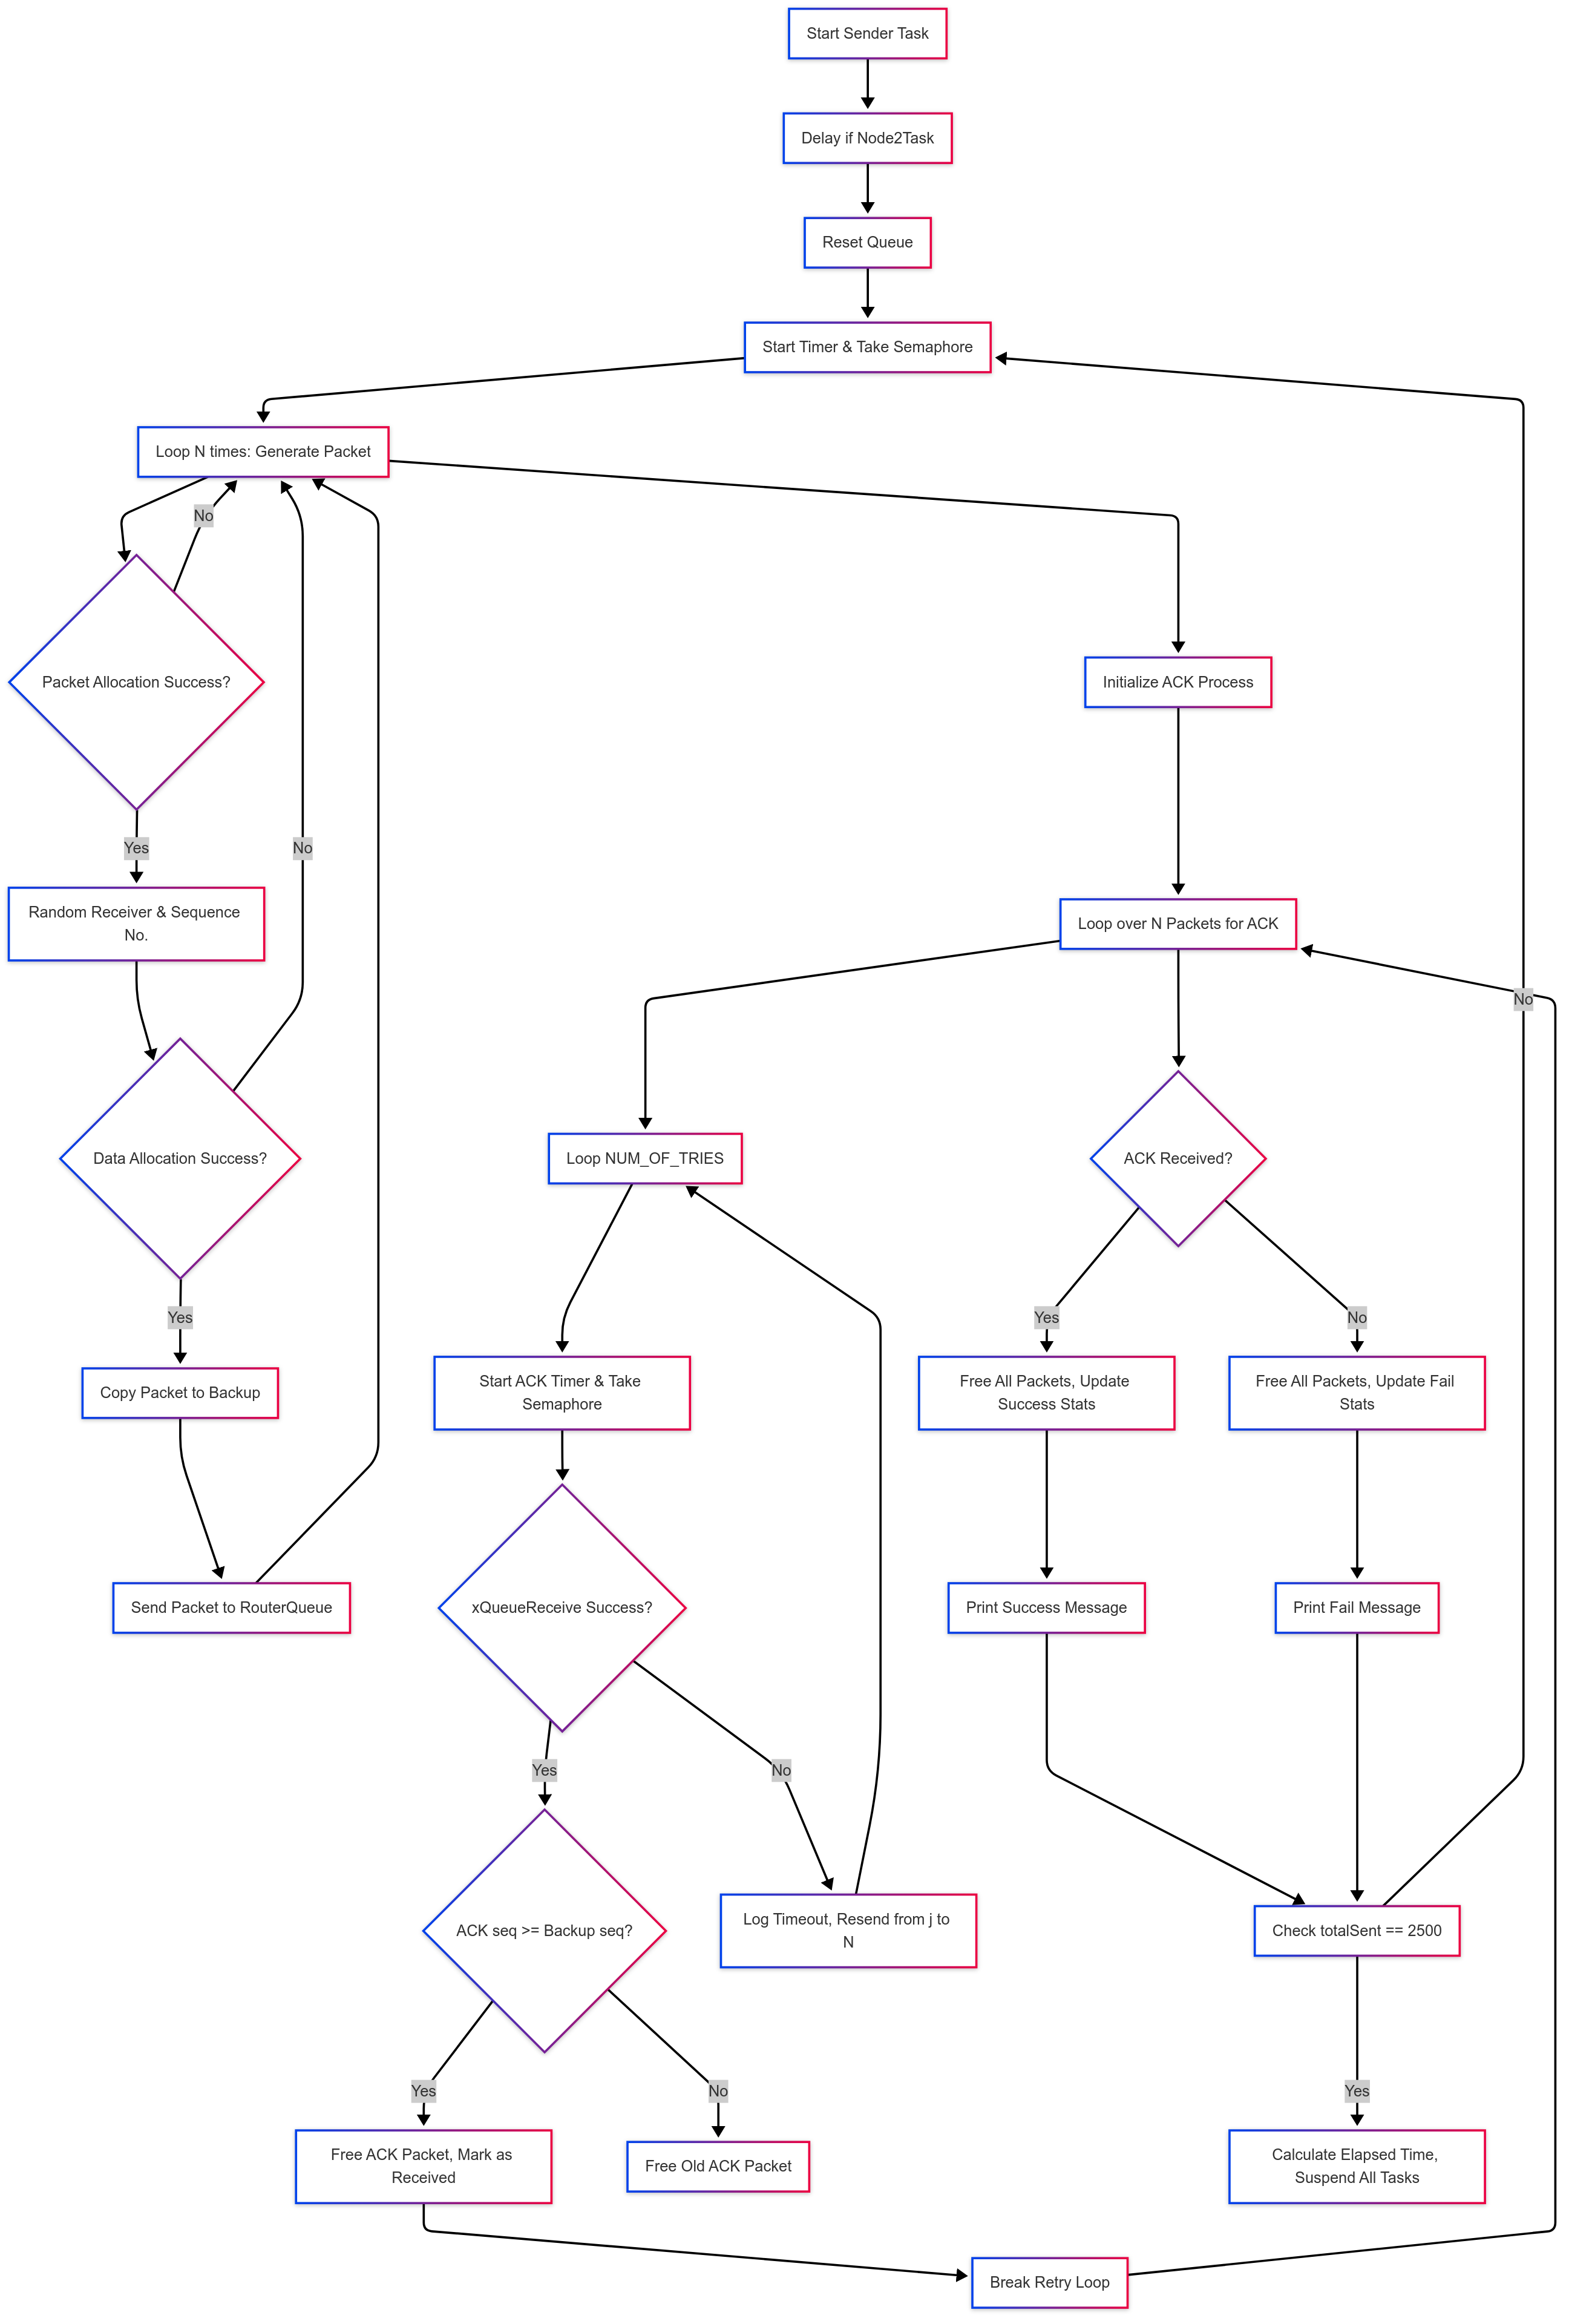 Start Sender Task
Delay if Node2Task
Reset Queue
Start Timer & Take Semaphore
Loop N times: Generate Packet
No
Packet Allocation Success?
Initialize ACK Process
Yes
No
Random Receiver & Sequence
No.
Loop over N Packets for ACK
No
Data Allocation Success?
Loop NUM_OF_TRIES
ACK Received?
Yes
Yes
No
Copy Packet to Backup
Start ACK Timer & Take
Semaphore
Free All Packets, Update
Success Stats
Free All Packets, Update Fail
Stats
Send Packet to RouterQueue
xQueueReceive Success?
Print Success Message
Print Fail Message
Yes
No
ACK seq >= Backup seq?
Log Timeout, Resend from j to
N
Check totalSent == 2500
Yes
No
Yes
Free ACK Packet, Mark as
Received
Free Old ACK Packet
Calculate Elapsed Time,
Suspend All Tasks
Break Retry Loop